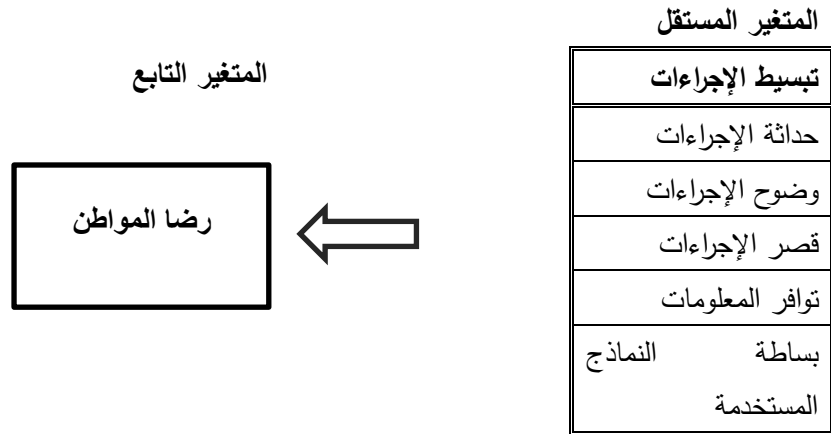 المتغير المستقل
تبسيط الإجراءات
حداثة الإجراءات
وضوح الإجراءات
قصر الإجراءات
توافر المعلومات
بساطة النماذج
المستخدمة
المتغير التابع
رضا المواطن